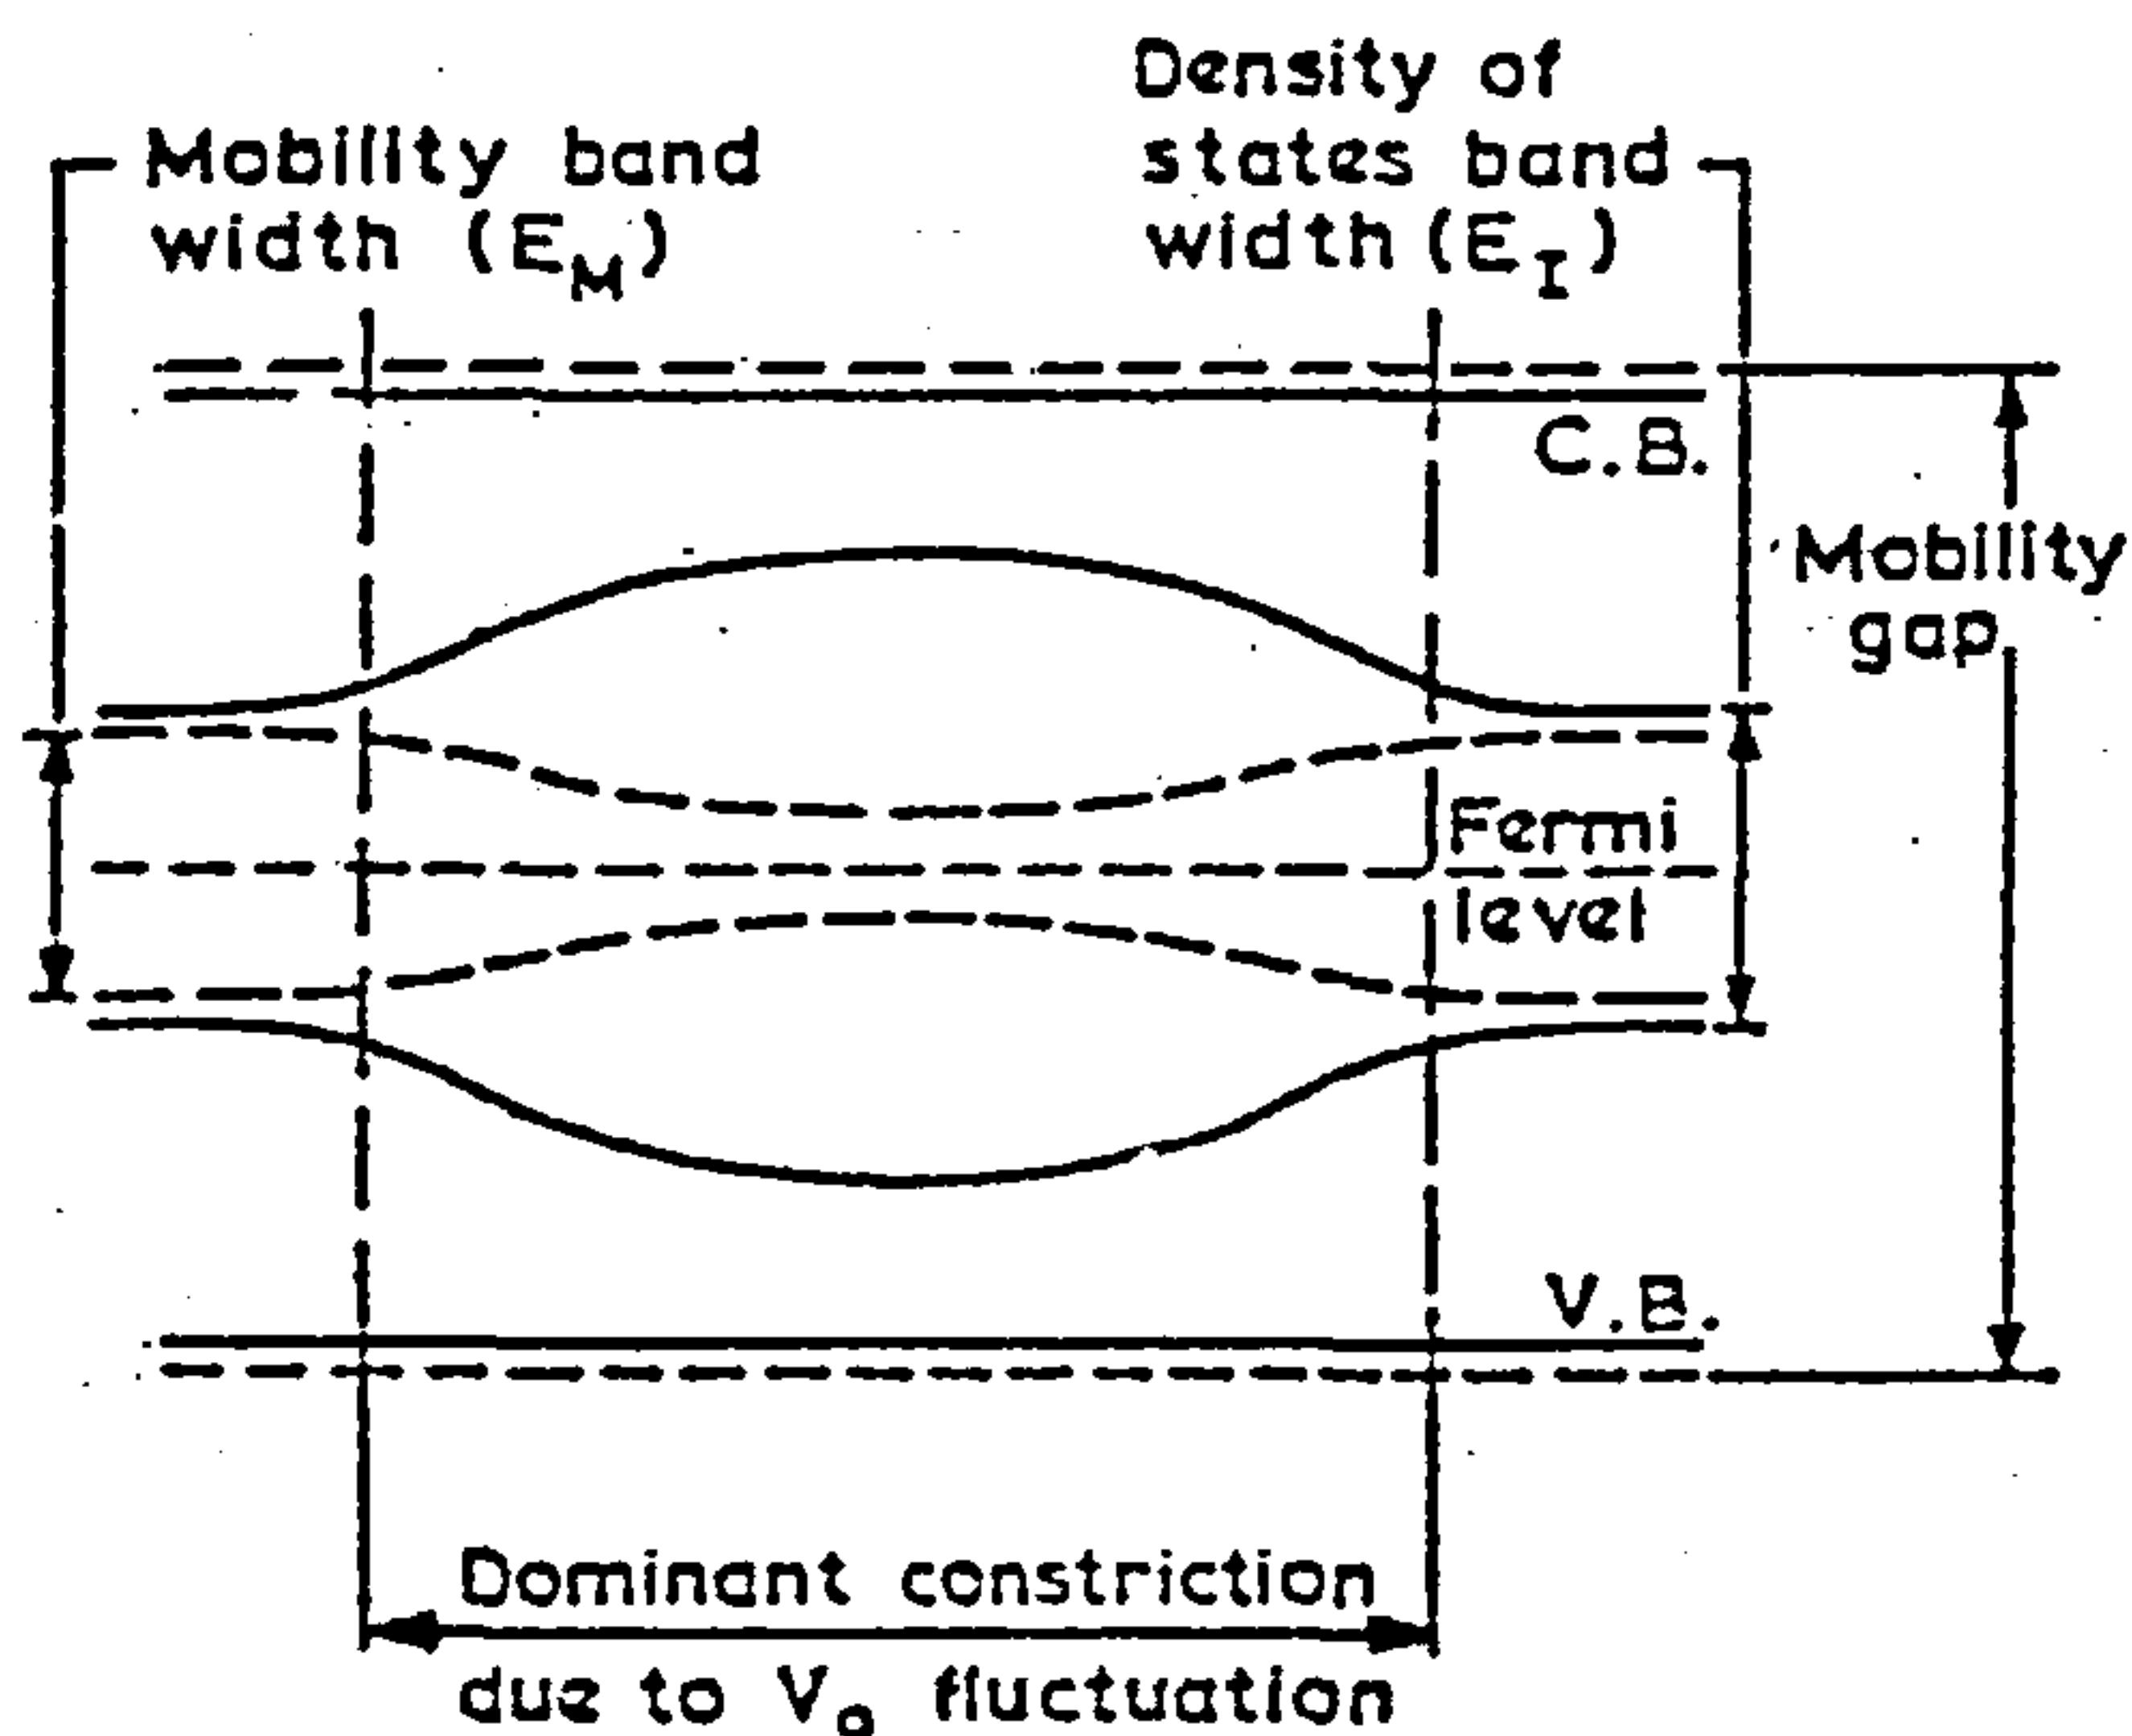 Mobility band
width (E_M)
Density of
states band
width (E_I)
C.B.
Mobility
gap
Fermi
level
V.B.
Dominant constriction
due to V_o fluctuation